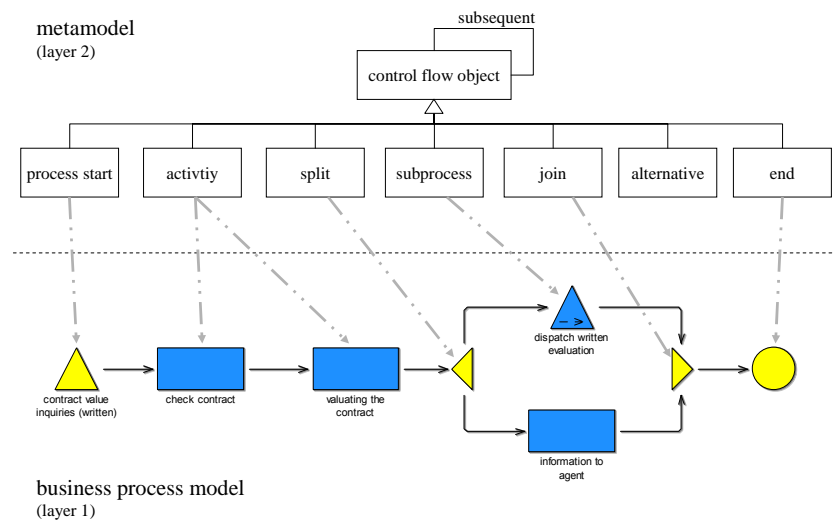 subsequent
metamodel
(layer 2)
control flow object
process start
activtiy
split
subprocess
join
alternative
end
dispatch written
evaluation
contract value
inquiries (written)
check contract
valuating the
contract
information to
agent
business process model
(layer 1)